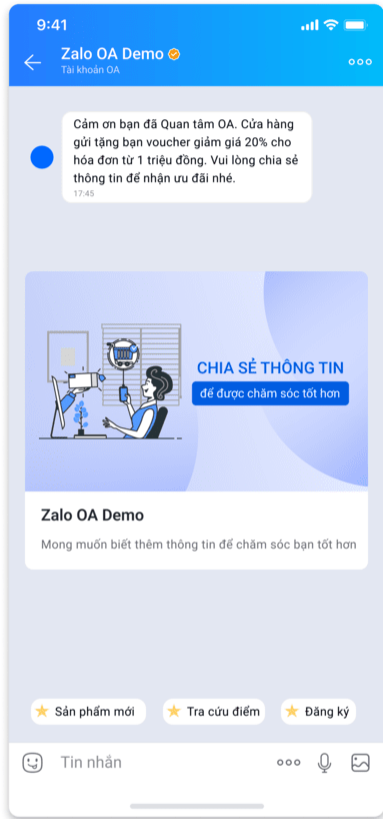 9:41
Zalo OA Demo
Tài khoản OA
Cảm ơn bạn đã Quan tâm OA. Cửa hàng
gửi tặng bạn voucher giảm giá 20% cho
hóa đơn từ 1 triệu đồng. Vui lòng chia sẻ
thông tin để nhận ưu đãi nhé.
17:45
CHIA SẺ THÔNG TIN
để được chăm sóc tốt hơn
Zalo OA Demo
Mong muốn biết thêm thông tin để chăm sóc bạn tốt hơn
Sản phẩm mới
Tra cứu điểm
Đăng ký
Tin nhắn